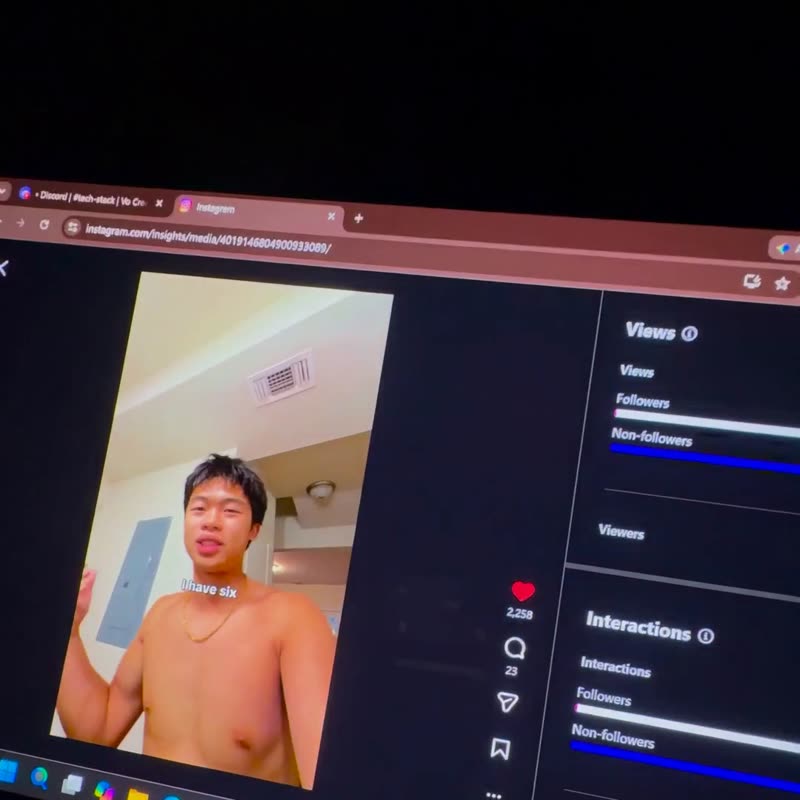 • Discord | #tech-stack | Vo Cre
Instagram
instagram.com/insights/media/4019146804900933089/
Views
Views
Followers
Non-followers
Viewers
I have six
2,258
23
Interactions
Interactions
Followers
Non-followers